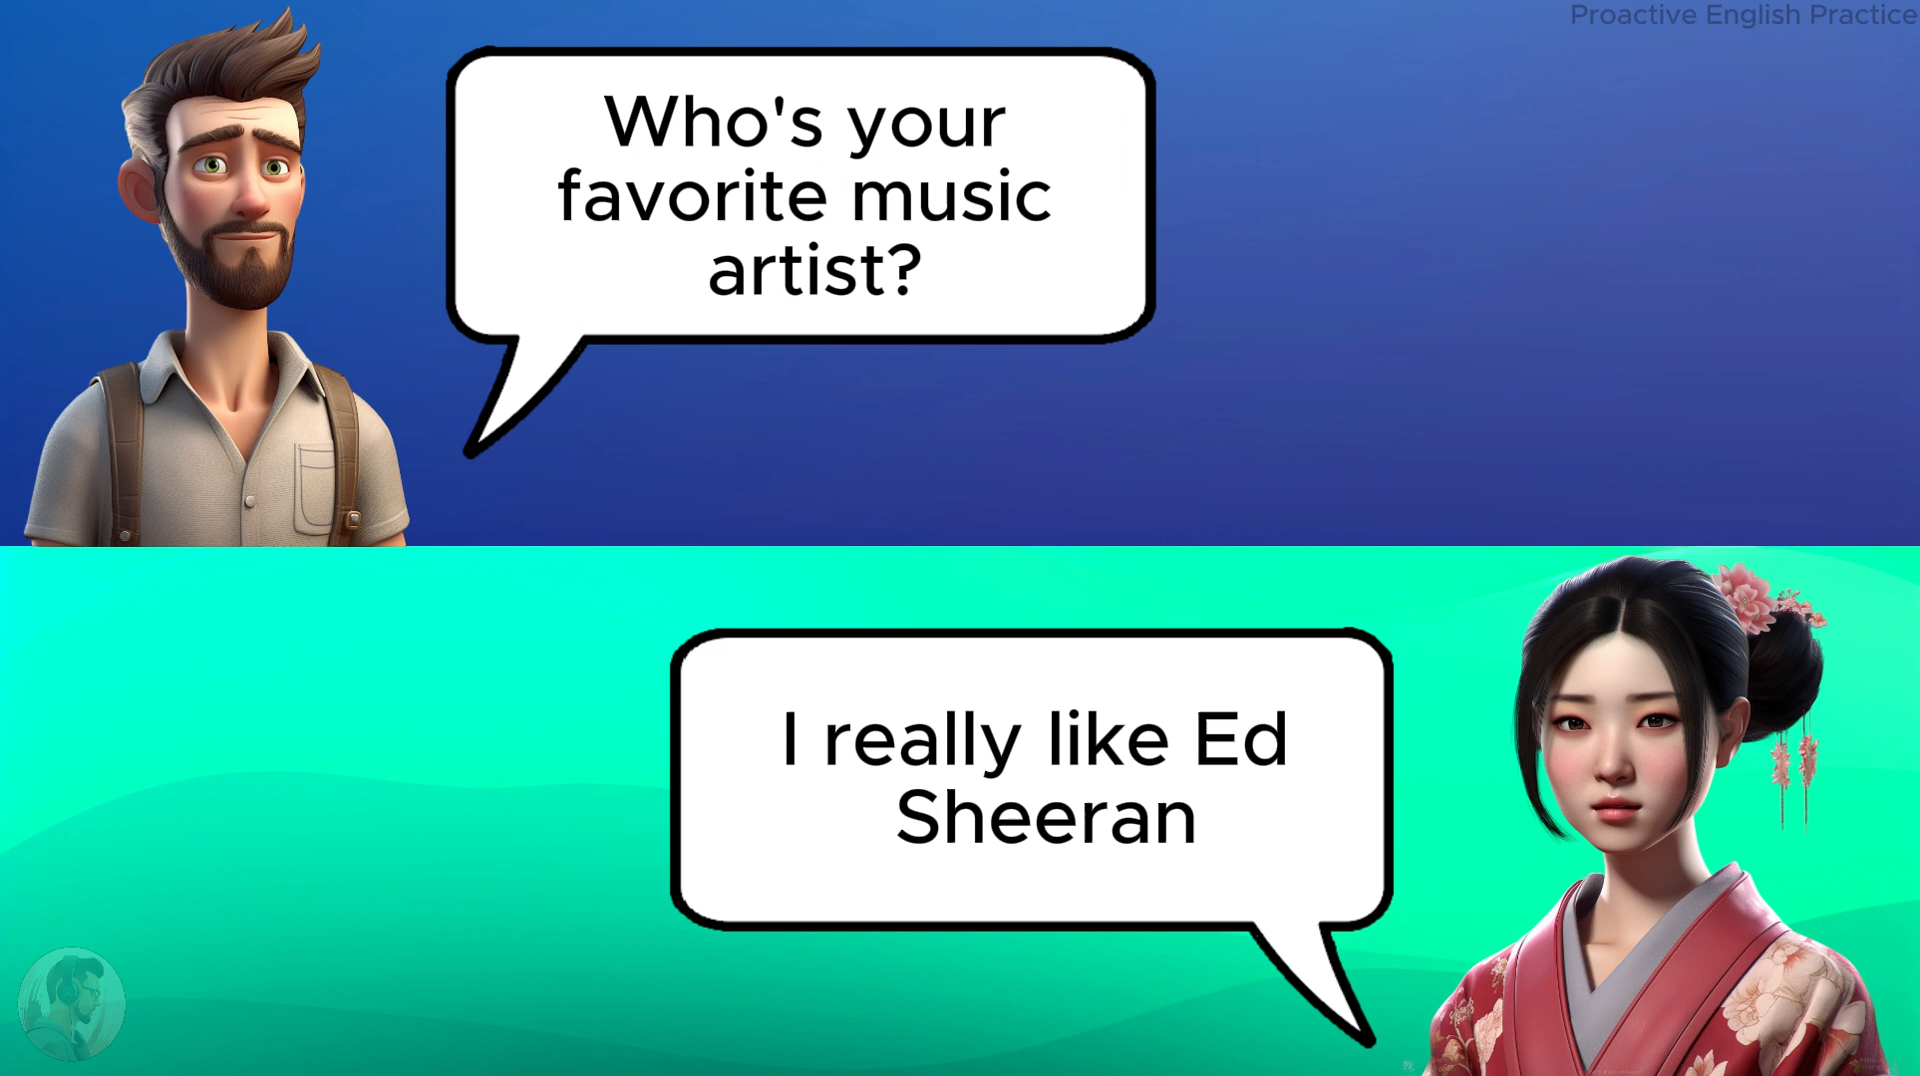 Proactive English Practice
Who's your
favorite music
artist?
I really like Ed
Sheeran